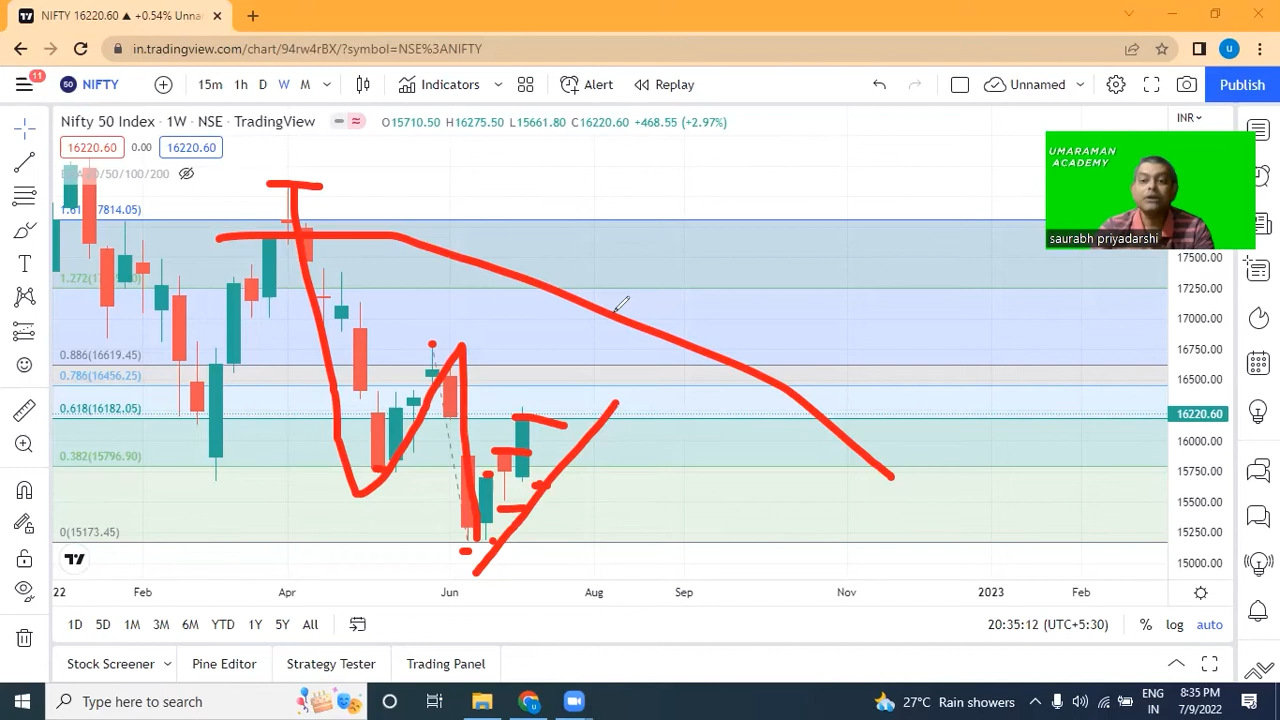 NIFTY 16220.60 ▲ +0.54% Unna
in.tradingview.com/chart/94rw4rBX/?symbol=NSE%3ANIFTY
u
11
50 NIFTY 15m 1h D W M Indicators Alert Replay Unnamed Publish
Nifty 50 Index · 1W · NSE · TradingView O15710.50 H16275.50 L15661.80 C16220.60 +468.55 (+2.97%) INR
16220.60 0.00 16220.60
/50/100/200
UMARAMAN
ACADEMY
saurabh priyadarshi
17500.00
17250.00
17000.00
0.886(16619.45)
16750.00
0.786(16456.25)
16500.00
0.618(16182.05)
16220.60
16000.00
0.382(15796.90)
15750.00
15500.00
0(15173.45)
15250.00
15000.00
22 Feb Apr Jun Aug Sep Nov 2023 Feb
1D 5D 1M 3M 6M YTD 1Y 5Y All 20:35:12 (UTC+5:30) % log auto
Stock Screener Pine Editor Strategy Tester Trading Panel
Type here to search 27°C Rain showers ENG IN 8:35 PM 7/9/2022